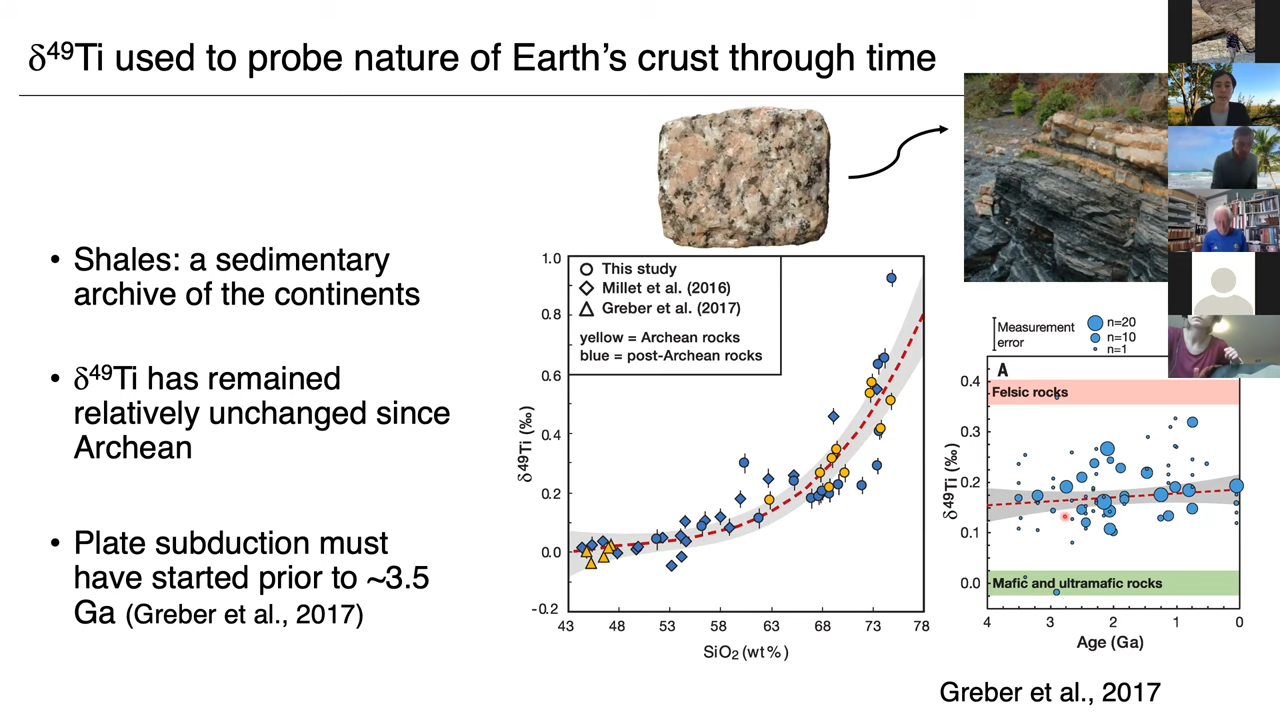 δ⁴⁹Ti used to probe nature of Earth's crust through time
• Shales: a sedimentary
archive of the continents
• δ⁴⁹Ti has remained
relatively unchanged since
Archean
• Plate subduction must
have started prior to ~3.5
Ga (Greber et al., 2017)
This study
Millet et al. (2016)
Greber et al. (2017)
yellow = Archean rocks
blue = post-Archean rocks
1.0
0.8
0.6
0.4
0.2
0.0
-0.2
δ⁴⁹Ti (‰)
43 48 53 58 63 68 73 78
SiO₂ (wt%)
Measurement
error
n=20
n=10
n=1
A
Felsic rocks
Mafic and ultramafic rocks
0.4
0.3
0.2
0.1
0.0
δ⁴⁹Ti (‰)
4 3 2 1 0
Age (Ga)
Greber et al., 2017